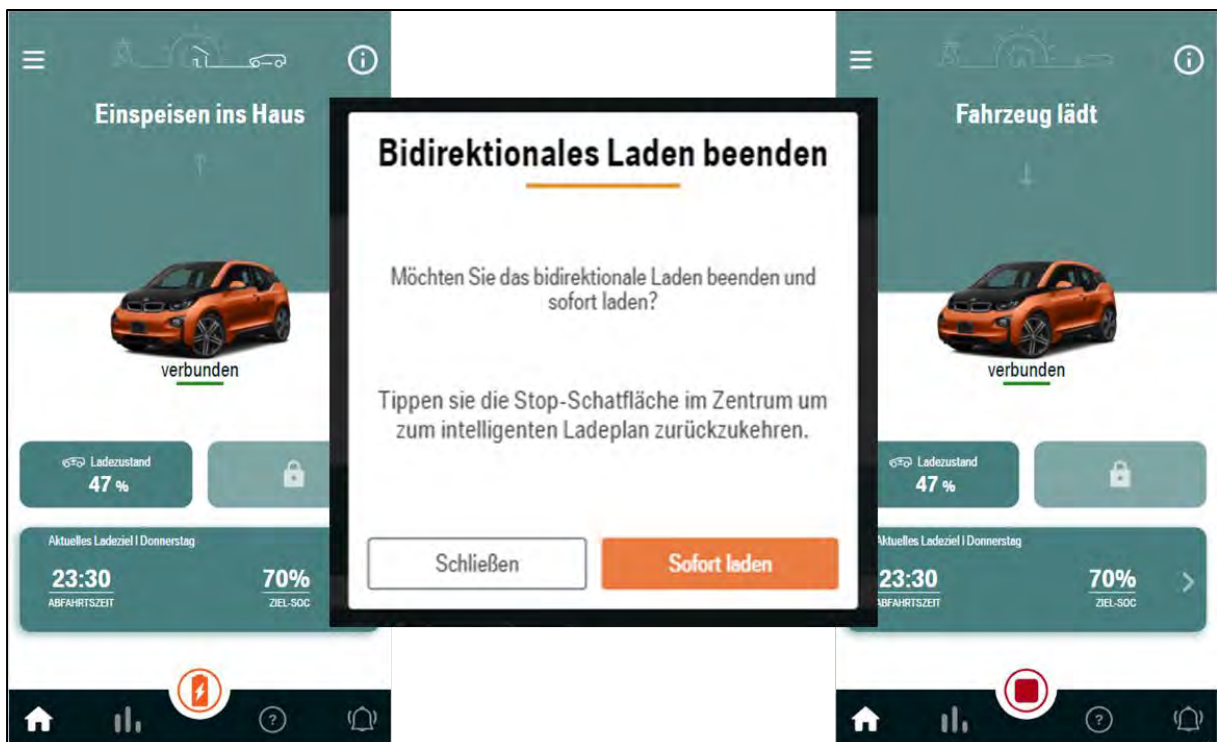 Einspeisen ins Haus
verbunden
Ladezustand
47 %
Aktuelles Ladeziel | Donnerstag
23:30
70%
ABFAHRTSZEIT
ZIEL-SOC
Bidirektionales Laden beenden
Möchten Sie das bidirektionale Laden beenden und
sofort laden?
Tippen sie die Stop-Schatfläche im Zentrum um
zum intelligenten Ladeplan zurückzukehren.
Schließen
Sofort laden
Fahrzeug lädt
verbunden
Ladezustand
47 %
Aktuelles Ladeziel | Donnerstag
23:30
70%
ABFAHRTSZEIT
ZIEL-SOC